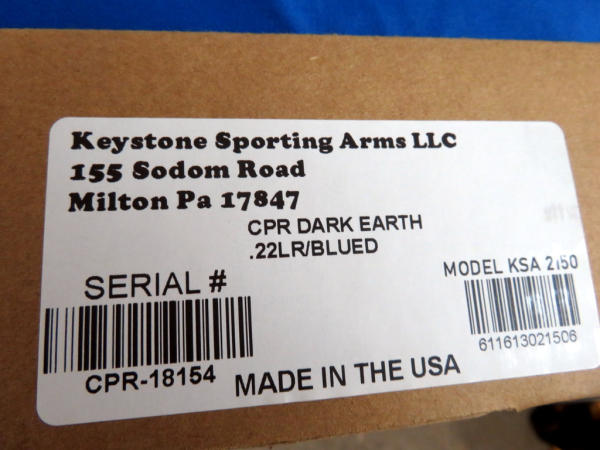 Keystone Sporting Arms LLC
155 Sodom Road
Milton Pa 17847
CPR DARK EARTH
.22LR/BLUED
MODEL KSA 2150
SERIAL #
611613021506
CPR-18154
MADE IN THE USA